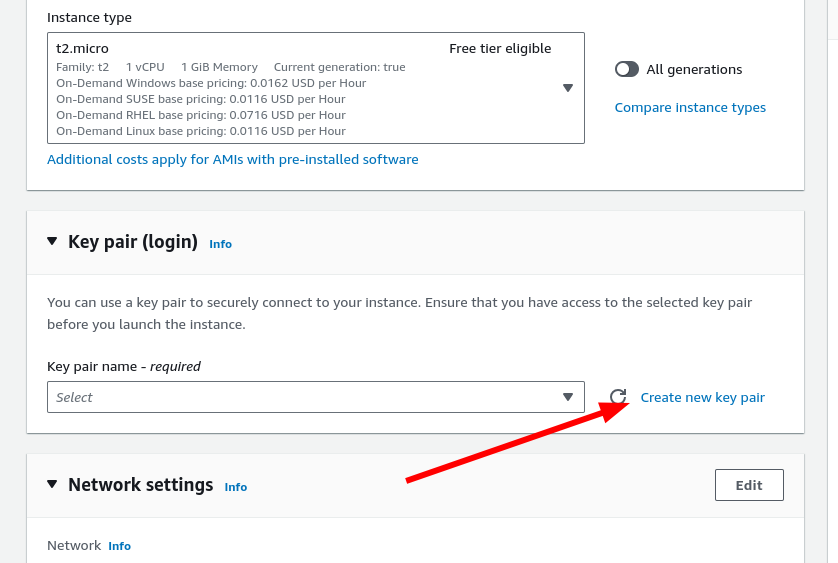 Instance type
t2.micro Free tier eligible
Family: t2 1 vCPU 1 GiB Memory Current generation: true
On-Demand Windows base pricing: 0.0162 USD per Hour
On-Demand SUSE base pricing: 0.0116 USD per Hour
On-Demand RHEL base pricing: 0.0716 USD per Hour
On-Demand Linux base pricing: 0.0116 USD per Hour
All generations
Compare instance types
Additional costs apply for AMIs with pre-installed software
Key pair (login) Info
You can use a key pair to securely connect to your instance. Ensure that you have access to the selected key pair
before you launch the instance.
Key pair name - required
Select
Create new key pair
Network settings Info
Edit
Network Info